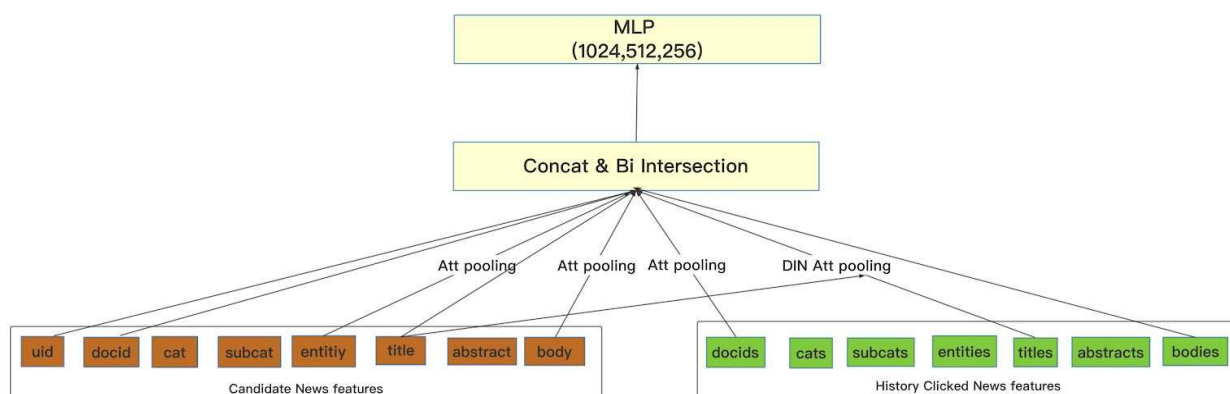 MLP
(1024,512,256)
Concat & Bi Intersection
Att pooling
Att pooling
Att pooling
DIN Att pooling
uid
docid
cat
subcat
entitiy
title
abstract
body
Candidate News features
docids
cats
subcats
entities
titles
abstracts
bodies
History Clicked News features